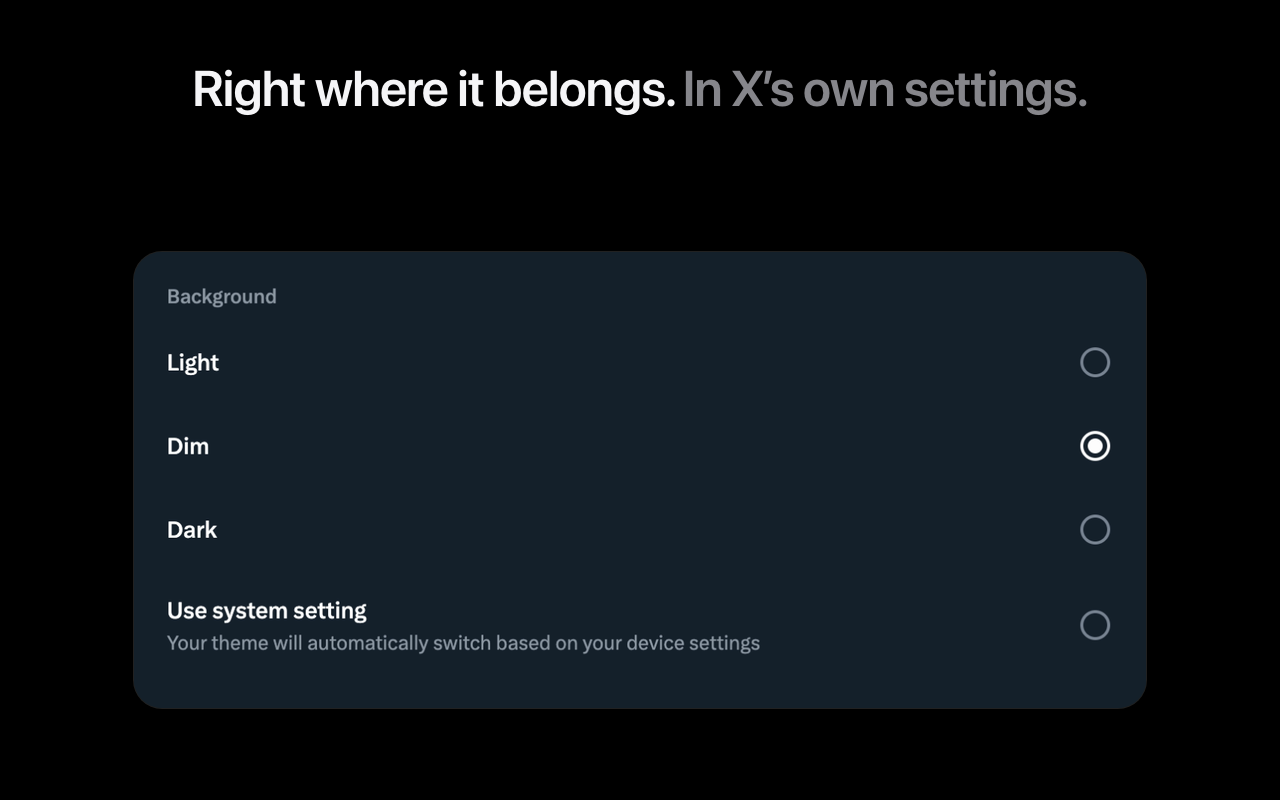 Right where it belongs. In X’s own settings.
Background
Light
Dim
Dark
Use system setting
Your theme will automatically switch based on your device settings